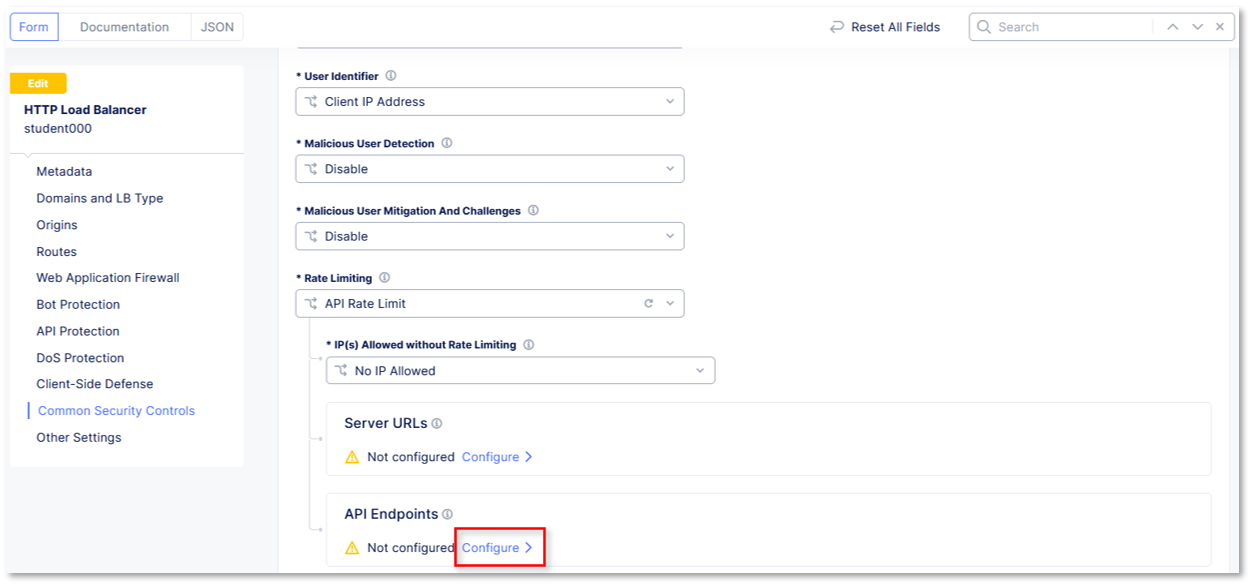 Form Documentation JSON Reset All Fields Search
Edit
HTTP Load Balancer
student000
Metadata
Domains and LB Type
Origins
Routes
Web Application Firewall
Bot Protection
API Protection
DoS Protection
Client-Side Defense
Common Security Controls
Other Settings
* User Identifier
Client IP Address
* Malicious User Detection
Disable
* Malicious User Mitigation And Challenges
Disable
* Rate Limiting
API Rate Limit
* IP(s) Allowed without Rate Limiting
No IP Allowed
Server URLs
Not configured Configure
API Endpoints
Not configured Configure